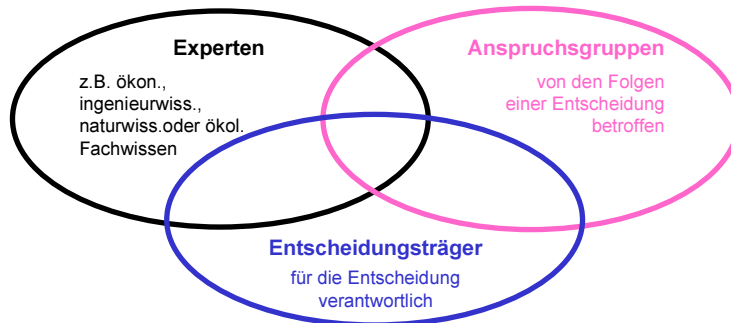 Experten
z.B. ökon.,
ingenieurwiss.,
naturwiss.oder ökol.
Fachwissen
Anspruchsgruppen
von den Folgen
einer Entscheidung
betroffen
Entscheidungsträger
für die Entscheidung
verantwortlich